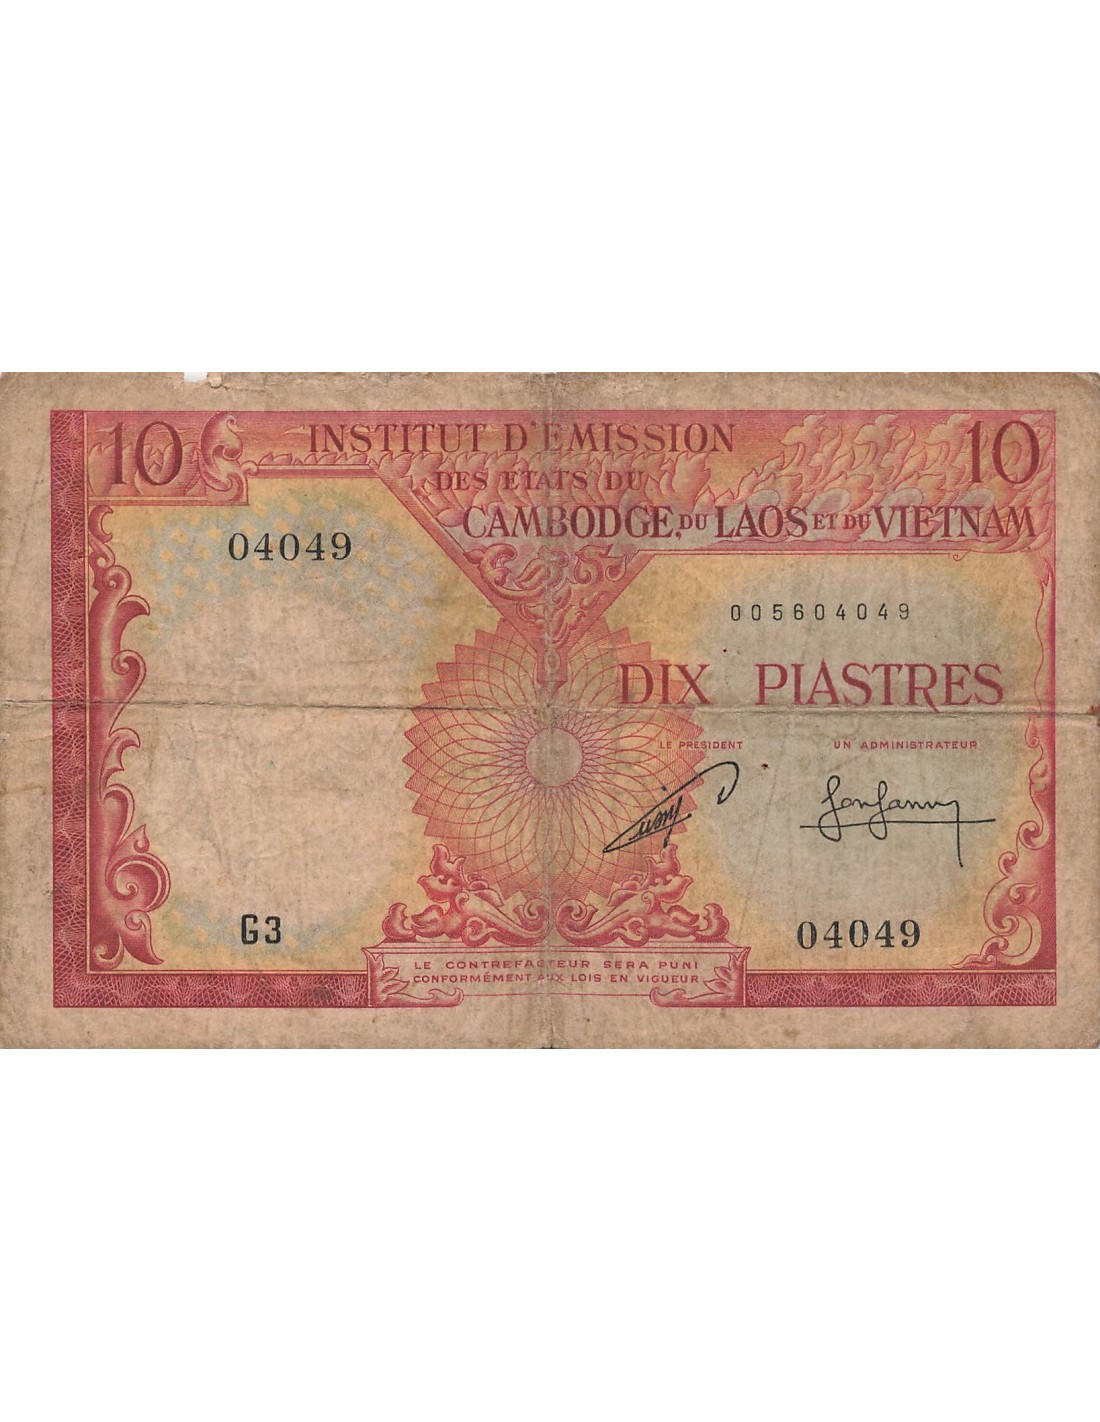 10
INSTITUT D'EMISSION
DES ETATS DU
CAMBODGE, DU LAOS ET DU VIETNAM
10
04049
005604049
DIX PIASTRES
LE PRÉSIDENT
UN ADMINISTRATEUR
G3
04049
LE CONTREFACTEUR SERA PUNI
CONFORMÉMENT AUX LOIS EN VIGUEUR